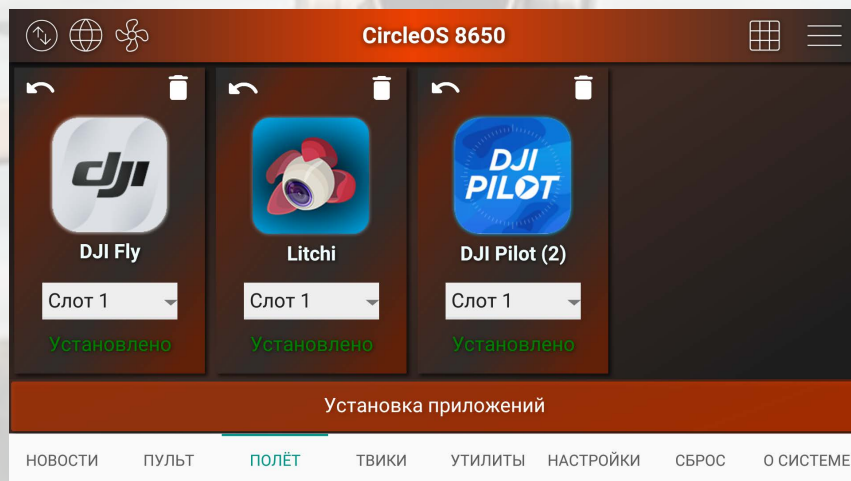 CircleOS 8650
dji
DJI
PILOT
DJI Fly
Litchi
DJI Pilot (2)
Слот 1
Слот 1
Слот 1
Установлено
Установлено
Установлено
Установка приложений
НОВОСТИ ПУЛЬТ ПОЛЁТ ТВИКИ УТИЛИТЫ НАСТРОЙКИ СБРОС О СИСТЕМЕ